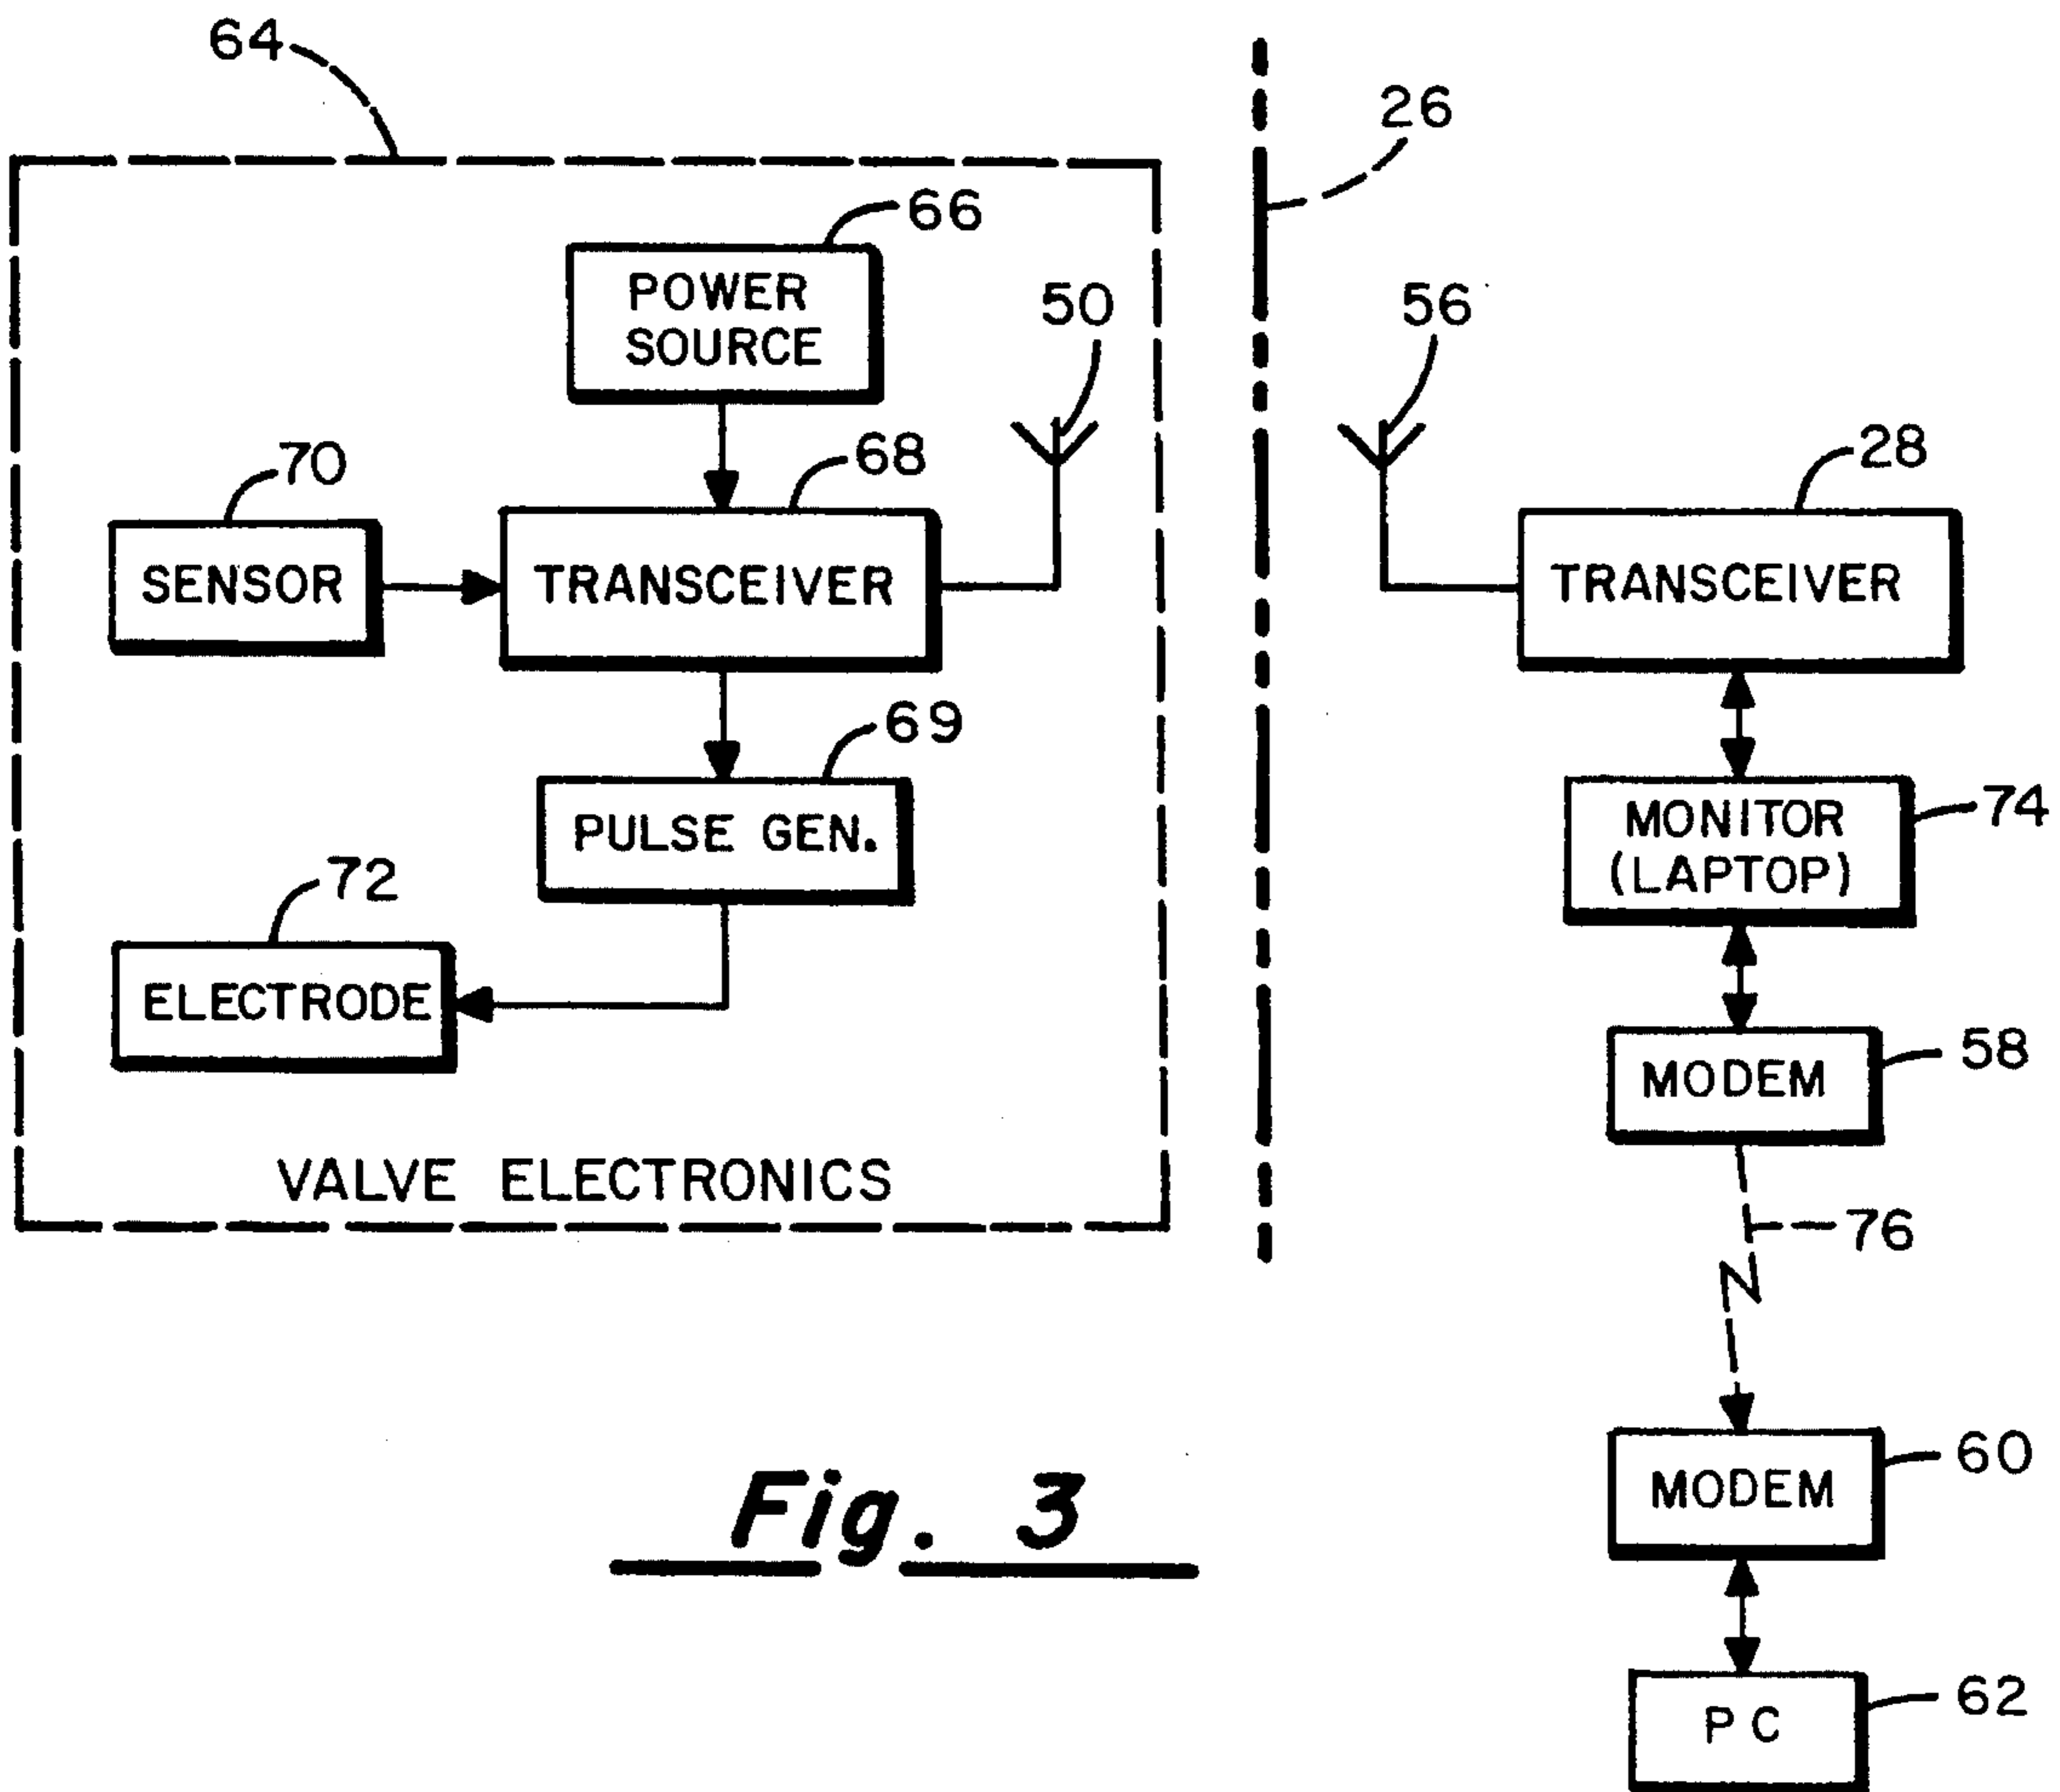 64
26
66
POWER
SOURCE
50
56
70
68
28
SENSOR
TRANSCEIVER
TRANSCEIVER
69
PULSE GEN.
MONITOR
(LAPTOP)
74
72
ELECTRODE
58
MODEM
VALVE ELECTRONICS
76
60
MODEM
Fig. 3
62
PC